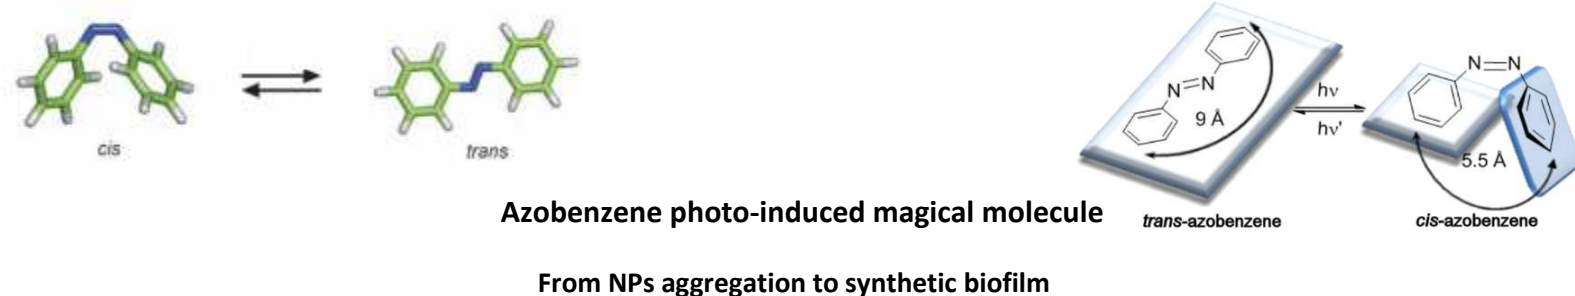 cis
trans
N=N
9 Å
hν
hν'
N=N
5.5 Å
trans-azobenzene
cis-azobenzene
Azobenzene photo-induced magical molecule
From NPs aggregation to synthetic biofilm